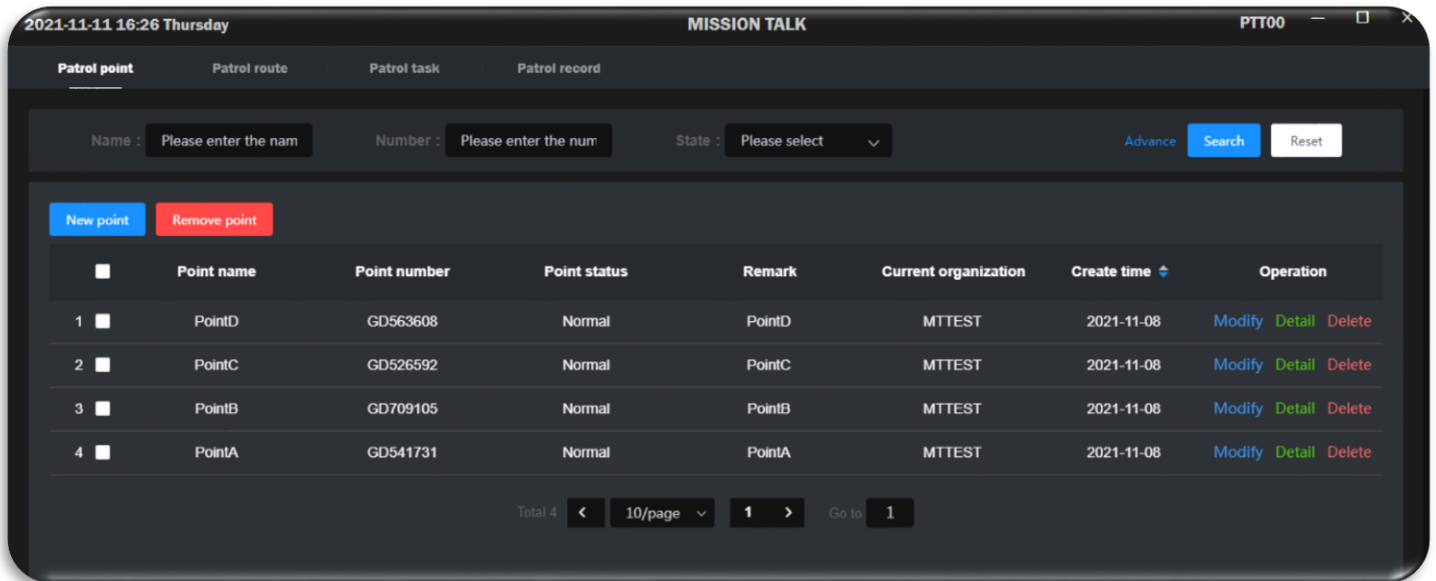 2021-11-11 16:26 Thursday MISSION TALK PTT00
Patrol point Patrol route Patrol task Patrol record
Name : Please enter the nam Number : Please enter the num State : Please select Advance Search Reset
New point Remove point
Point name Point number Point status Remark Current organization Create time Operation
1 PointD GD563608 Normal PointD MTTEST 2021-11-08 Modify Detail Delete
2 PointC GD526592 Normal PointC MTTEST 2021-11-08 Modify Detail Delete
3 PointB GD709105 Normal PointB MTTEST 2021-11-08 Modify Detail Delete
4 PointA GD541731 Normal PointA MTTEST 2021-11-08 Modify Detail Delete
Total 4 10/page 1 Go to 1